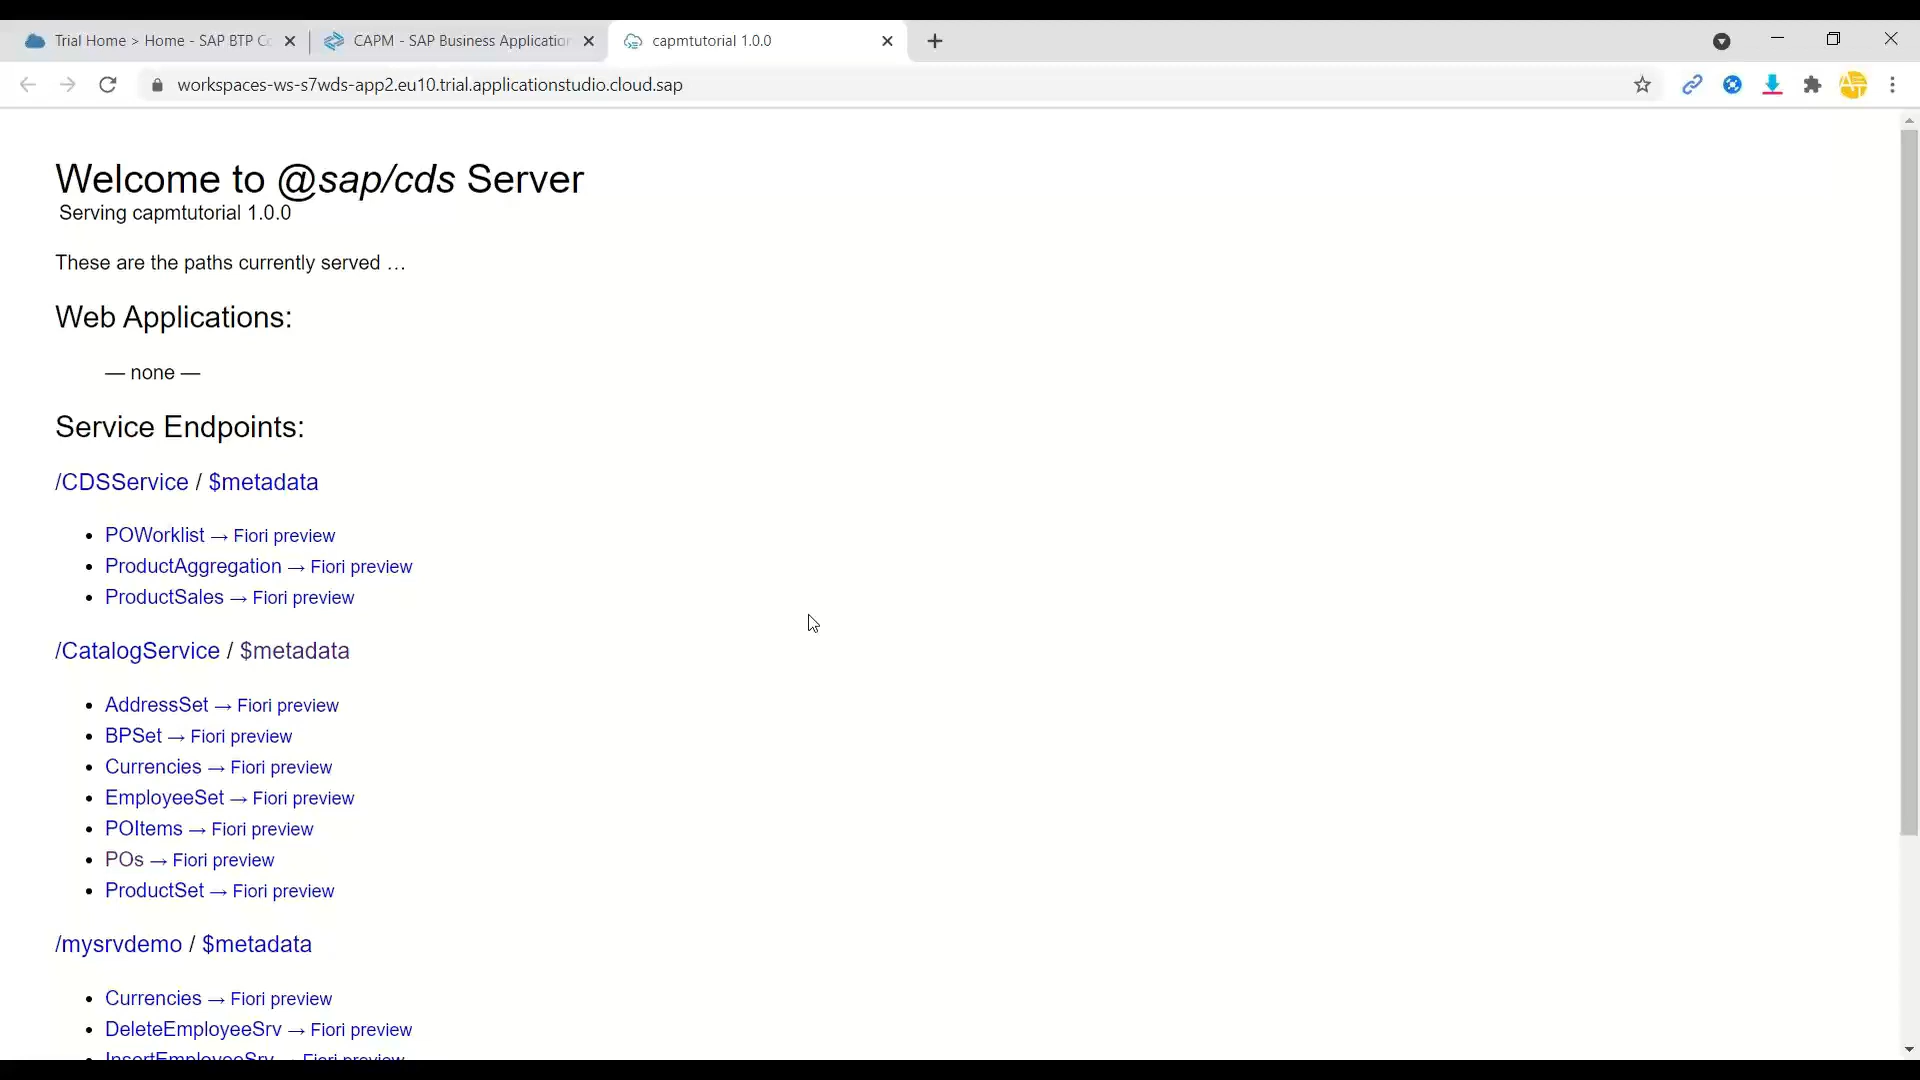 Trial Home > Home - SAP BTP Co
CAPM - SAP Business Application
capmtutorial 1.0.0
workspaces-ws-s7wds-app2.eu10.trial.applicationstudio.cloud.sap
Welcome to @sap/cds Server
Serving capmtutorial 1.0.0
These are the paths currently served …
Web Applications:
— none —
Service Endpoints:
/CDSService / $metadata
• POWorklist → Fiori preview
• ProductAggregation → Fiori preview
• ProductSales → Fiori preview
/CatalogService / $metadata
• AddressSet → Fiori preview
• BPSet → Fiori preview
• Currencies → Fiori preview
• EmployeeSet → Fiori preview
• POItems → Fiori preview
• POs → Fiori preview
• ProductSet → Fiori preview
/mysrvdemo / $metadata
• Currencies → Fiori preview
• DeleteEmployeeSrv → Fiori preview
• InsertEmployeeSrv → Fiori preview